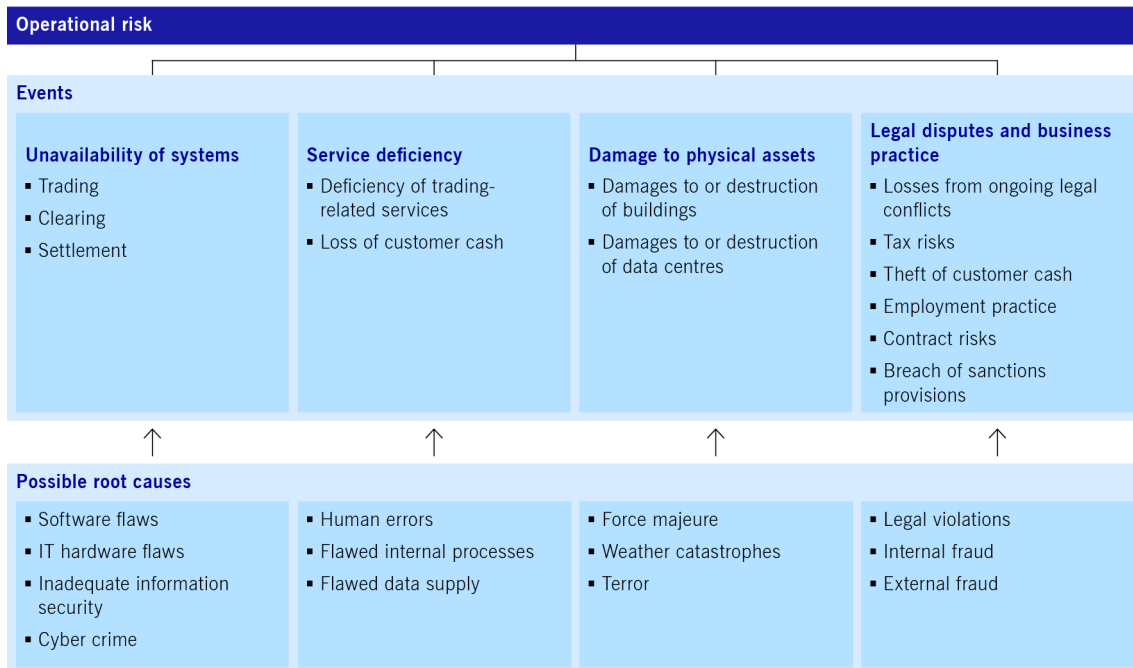 Operational risk
Events
Unavailability of systems
▪ Trading
▪ Clearing
▪ Settlement
Service deficiency
▪ Deficiency of trading-
related services
▪ Loss of customer cash
Damage to physical assets
▪ Damages to or destruction
of buildings
▪ Damages to or destruction
of data centres
Legal disputes and business
practice
▪ Losses from ongoing legal
conflicts
▪ Tax risks
▪ Theft of customer cash
▪ Employment practice
▪ Contract risks
▪ Breach of sanctions
provisions
Possible root causes
▪ Software flaws
▪ IT hardware flaws
▪ Inadequate information
security
▪ Cyber crime
▪ Human errors
▪ Flawed internal processes
▪ Flawed data supply
▪ Force majeure
▪ Weather catastrophes
▪ Terror
▪ Legal violations
▪ Internal fraud
▪ External fraud